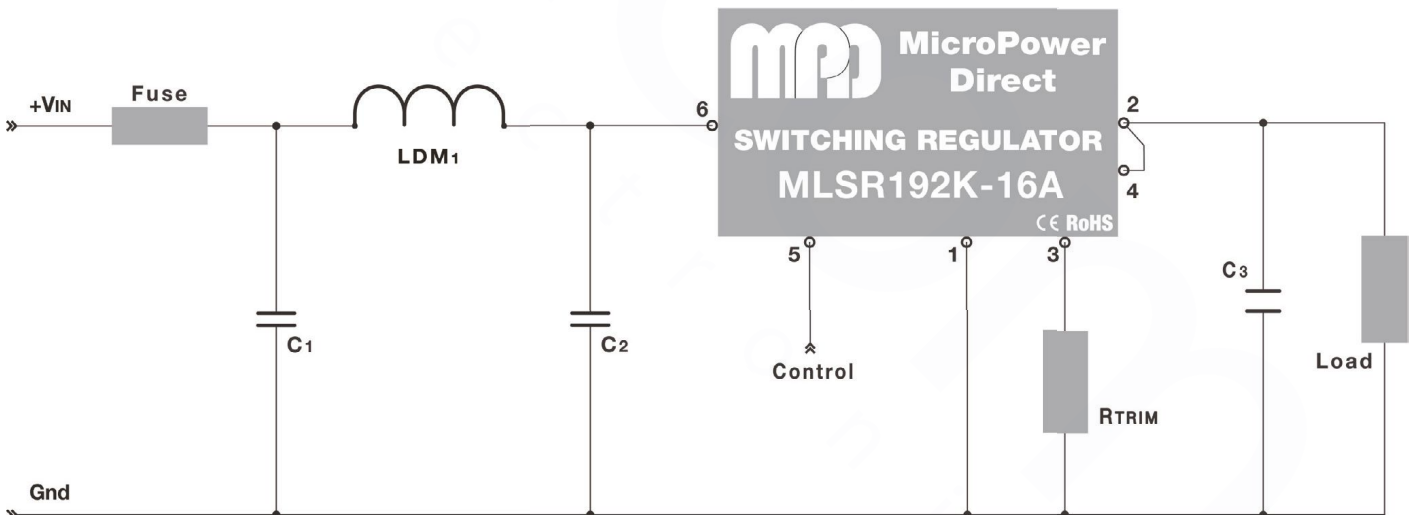 MPD MicroPower
Direct
SWITCHING REGULATOR
MLSR192K-16A
CE RoHS
+VIN
Fuse
LDM1
6
2
4
5
1
3
C1
C2
Control
RTRIM
C3
Load
Gnd